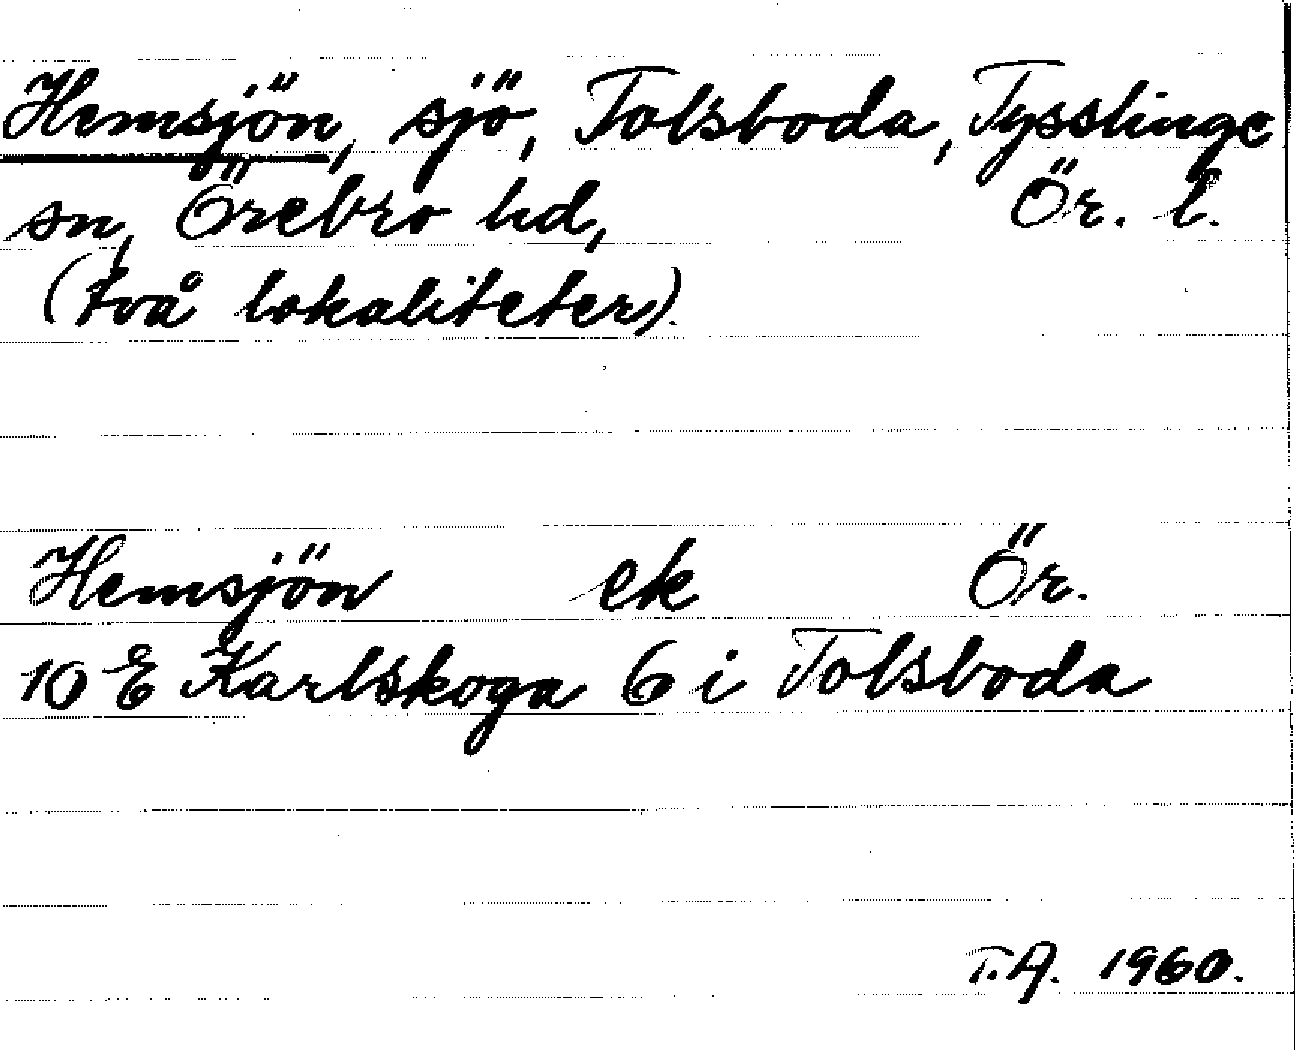 Hemsjön, sjö, Tolsboda, Tysslinge
sn, Örebro hd, Ör. l.
(två lokaliteter).
Hemsjön ek Ör.
10 E Karlskoga 6 i Tolsboda
T.A. 1960.